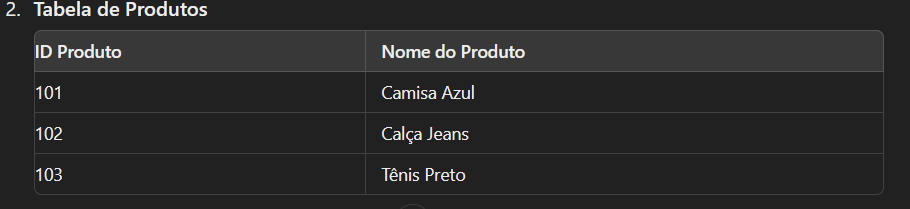 2. Tabela de Produtos
ID Produto Nome do Produto
101 Camisa Azul
102 Calça Jeans
103 Tênis Preto